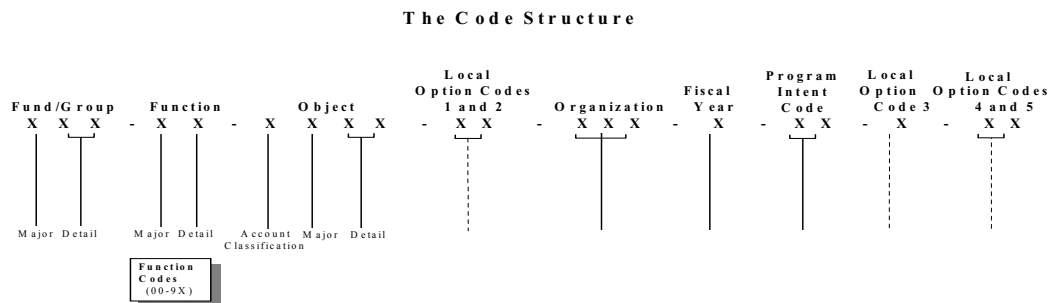 The Code Structure
Fund/Group
Function
Object
Local
Option Codes
1 and 2
Organization
Fiscal
Year
Program
Intent
Code
Local
Option
Code 3
Local
Option Codes
4 and 5
X X X - X X - X X X X - X X - X X X - X - X X - X - X X
Major Detail
Major Detail
Account
Classification
Major
Detail
Function
Codes
(00-9X)